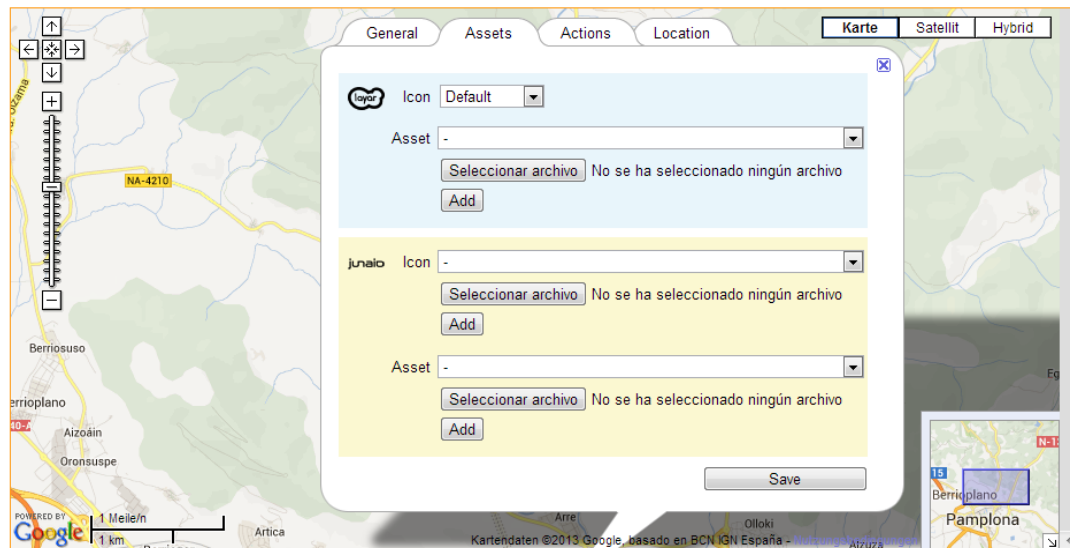 General
Assets
Actions
Location
Karte
Satellit
Hybrid
layar
Icon
Default
Asset
-
Seleccionar archivo
No se ha seleccionado ningún archivo
Add
NA-4210
junaio
Icon
-
Seleccionar archivo
No se ha seleccionado ningún archivo
Add
Asset
-
Seleccionar archivo
No se ha seleccionado ningún archivo
Add
Save
Berriosuso
Aizoáin
Oronsuspe
Berrioplano
Pamplona
15
POWERED BY
Google
1 Meile/n
1 km
Artica
Arre
Olloki
Kartendaten ©2013 Google, basado en BCN IGN España -